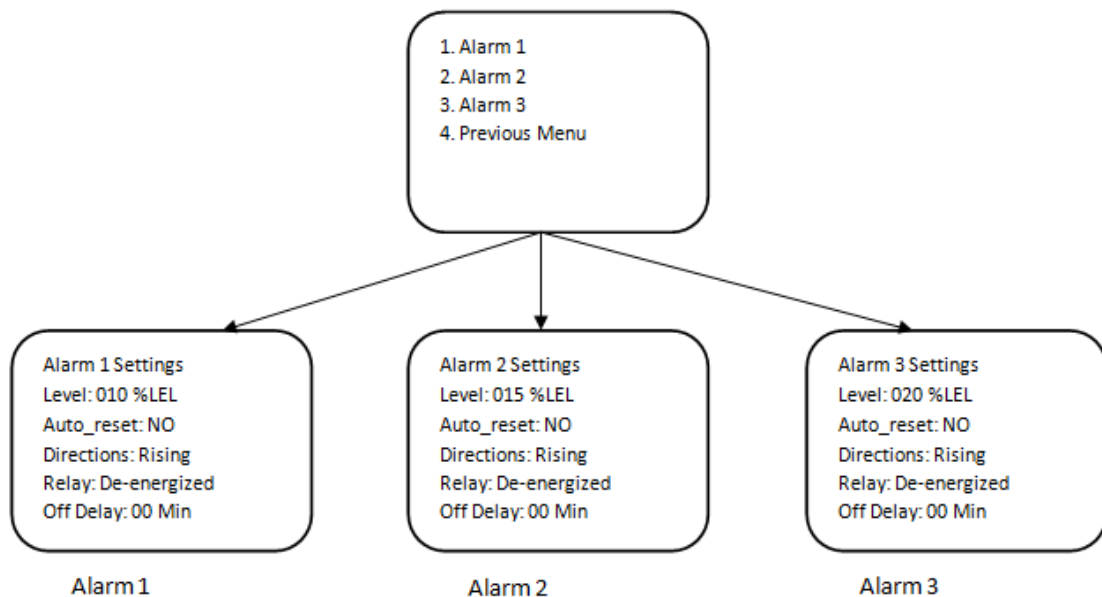 1. Alarm 1
2. Alarm 2
3. Alarm 3
4. Previous Menu
Alarm 1 Settings
Level: 010 %LEL
Auto_reset: NO
Directions: Rising
Relay: De-energized
Off Delay: 00 Min
Alarm 1
Alarm 2 Settings
Level: 015 %LEL
Auto_reset: NO
Directions: Rising
Relay: De-energized
Off Delay: 00 Min
Alarm 2
Alarm 3 Settings
Level: 020 %LEL
Auto_reset: NO
Directions: Rising
Relay: De-energized
Off Delay: 00 Min
Alarm 3